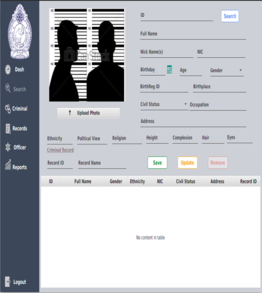 ID
Search
Full Name
Nick Name(s)
NIC
Birthday
Age
Gender
BirthReg ID
Birthplace
Civil Status
Occupation
Address
Upload Photo
Ethnicity
Political View
Religion
Height
Complexion
Hair
Eyes
Criminal Record
Record ID
Record Name
Save
Update
Remove
ID
Full Name
Gender
Ethnicity
NIC
Civil Status
Address
Record ID
No content in table
Dash
Search
Criminal
Records
Officer
Reports
Logout